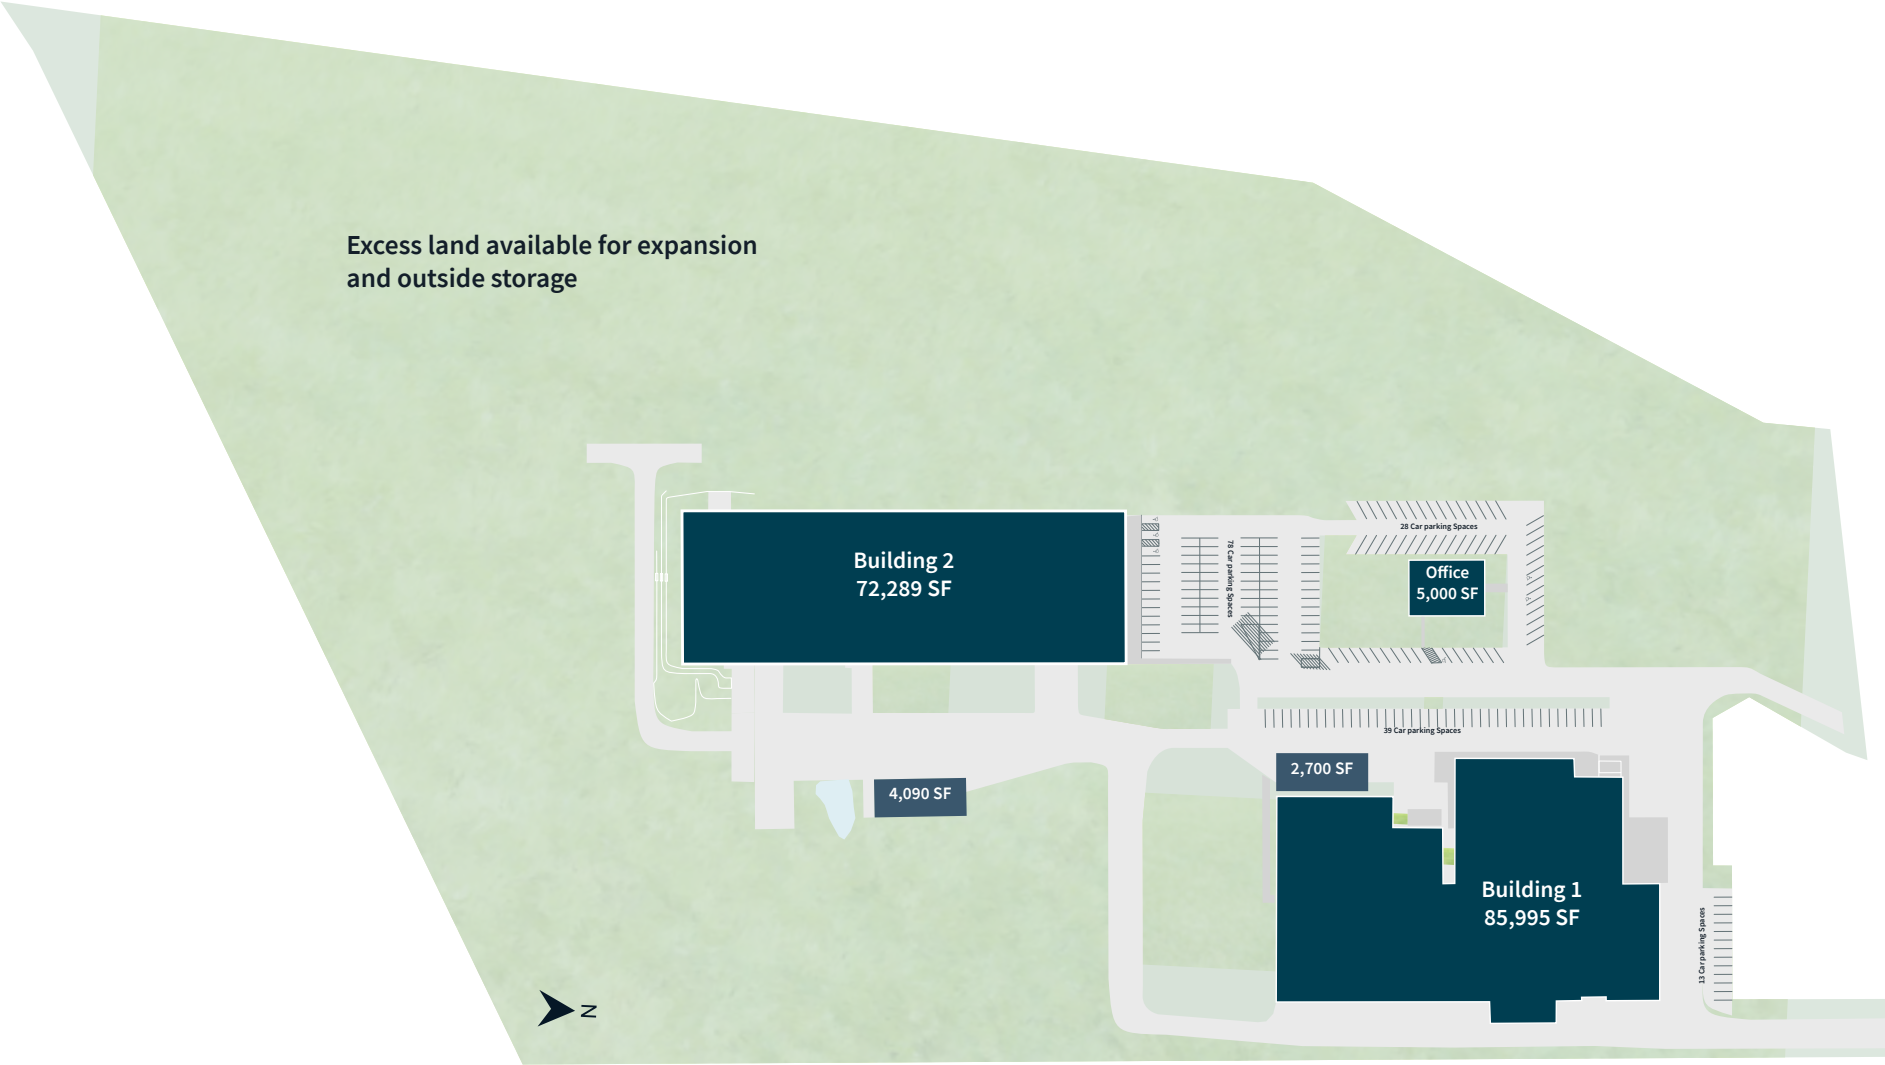 Excess land available for expansion
and outside storage
28 Car parking Spaces
Building 2
72,289 SF
78 Car parking Spaces
Office
5,000 SF
39 Car parking Spaces
2,700 SF
4,090 SF
Building 1
85,995 SF
13 Car parking Spaces
N